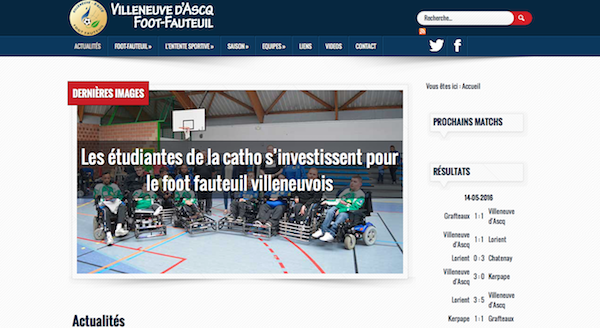 VILLENEUVE D'ASCQ
FOOT-FAUTEUIL
Recherche...
ACTUALITÉS FOOT-FAUTEUIL » L'ENTENTE SPORTIVE » SAISON » EQUIPES » LIENS VIDEOS CONTACT
DERNIÈRES IMAGES
Les étudiantes de la catho s'investissent pour
le foot fauteuil villeneuvois
Actualités
Vous êtes ici : Accueil
PROCHAINS MATCHS
RÉSULTATS
14-05-2016
Grafteaux 1 : 1 Villeneuve d'Ascq
Villeneuve d'Ascq 1 : 1 Lorient
Lorient 0 : 3 Chatenay
Villeneuve d'Ascq 3 : 0 Kerpape
Lorient 3 : 5 Villeneuve d'Ascq
Kerpape 1 : 1 Grafteaux